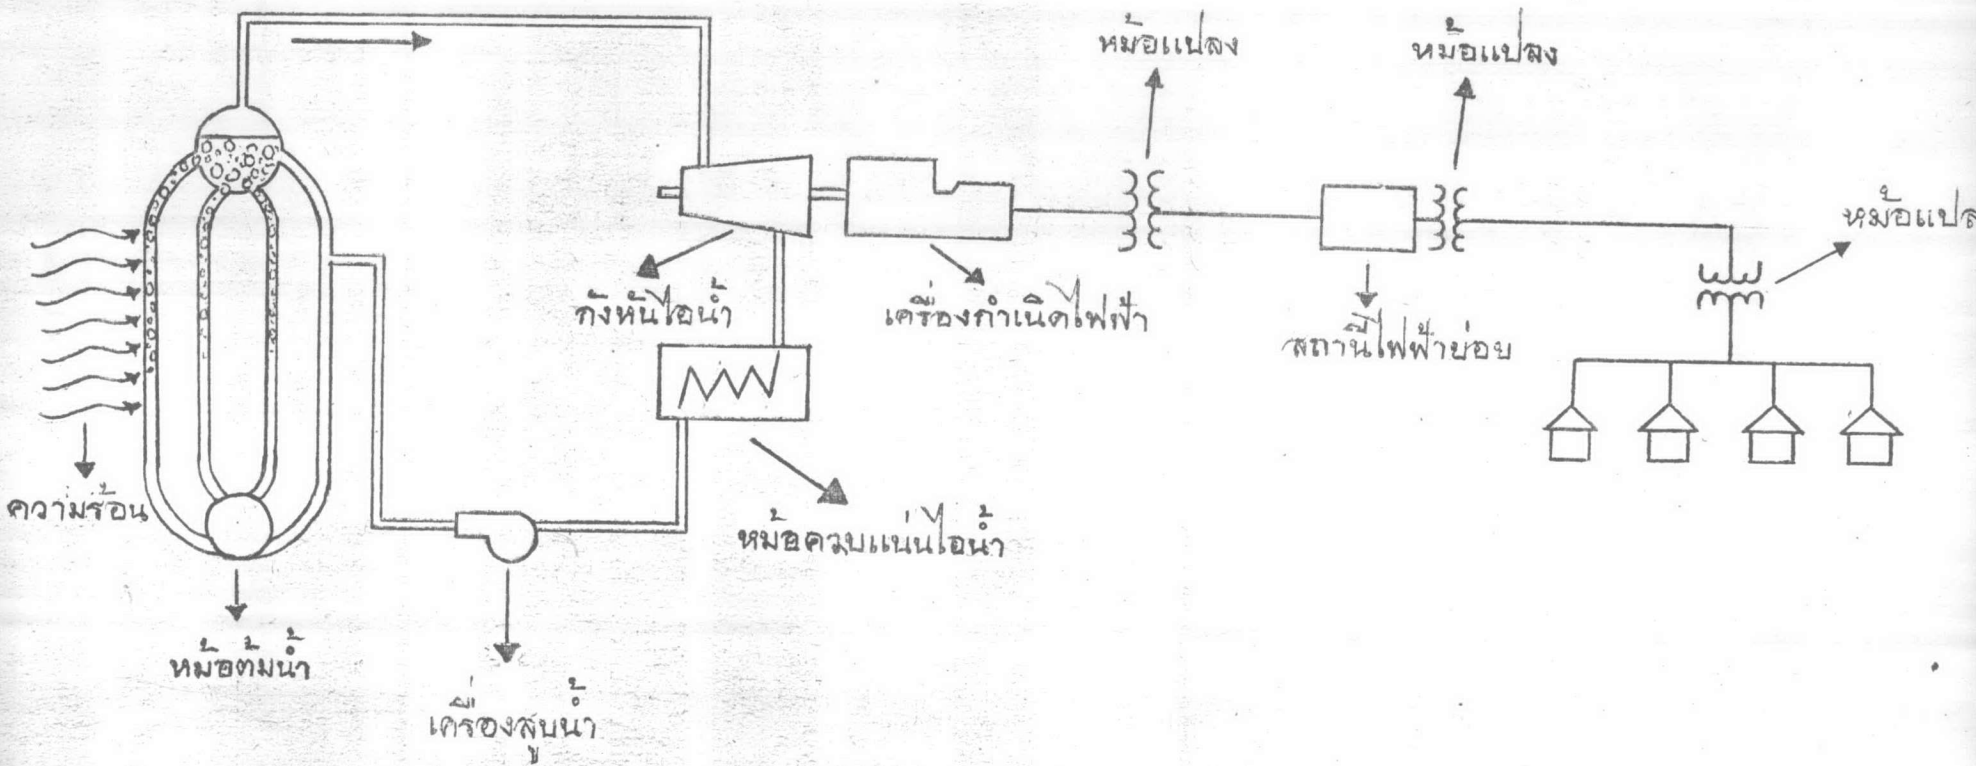 หม้อแปลง
หม้อแปลง
หม้อแปล
กังหันไอน้ำ
เครื่องกำเนิดไฟฟ้า
สถานีไฟฟ้าย่อย
ความร้อน
หม้อควบแน่นไอน้ำ
หม้อต้มน้ำ
เครื่องสูบน้ำ